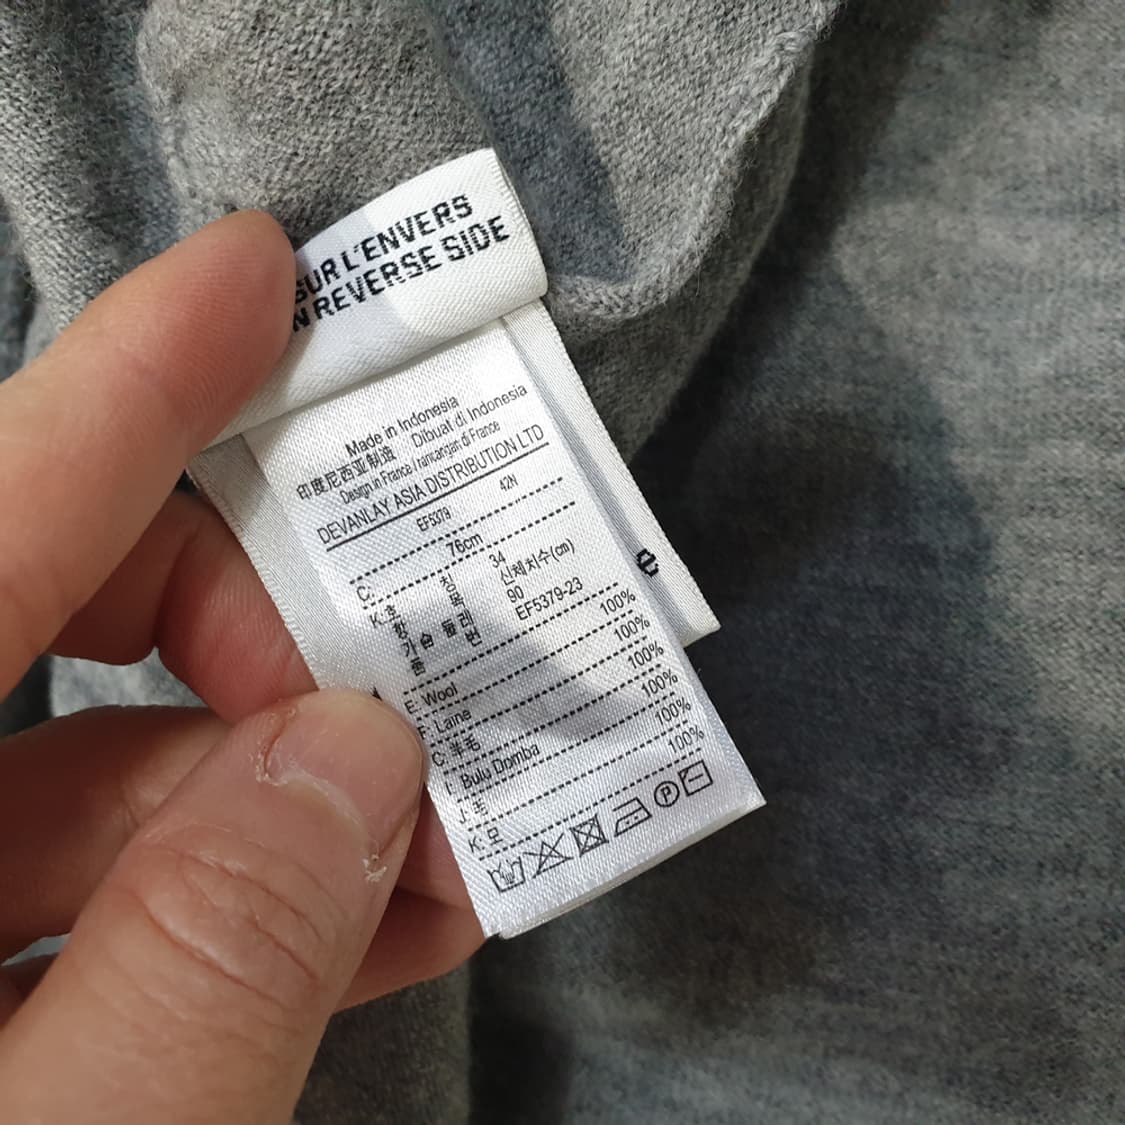 SUR L'ENVERS
N REVERSE SIDE
Made in Indonesia
印度尼西亚制造 Dibuat di Indonesia
Design in France / rancangan di France
DEVANLAY ASIA DISTRIBUTION LTD
EF5379 42N
C: 76cm
K: 34
신체치수(cm)
90
EF5379-23
E: Wool 100%
F: Laine 100%
C: 羊毛 100%
I: Bulu Domba 100%
J: 毛 100%
K: 모 100%
P
e